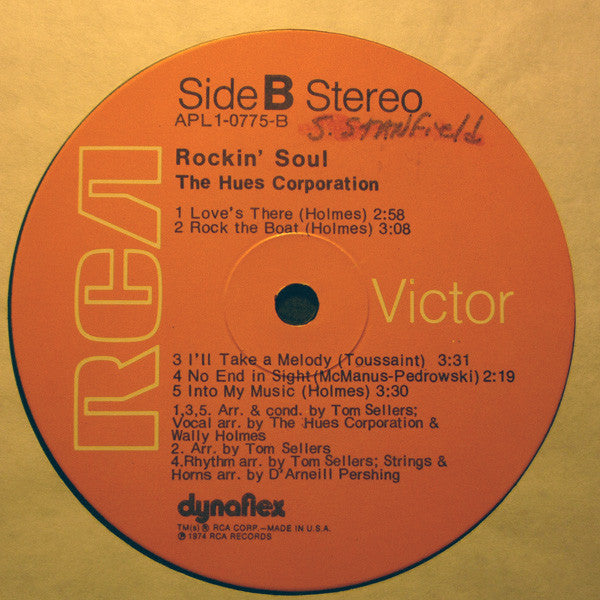 Side B Stereo
APL1-0775-B
S. STANField
Rockin' Soul
The Hues Corporation
1 Love's There (Holmes) 2:58
2 Rock the Boat (Holmes) 3:08
RCA
Victor
3 I'll Take a Melody (Toussaint) 3:31
4 No End in Sight (McManus-Pedrowski) 2:19
5 Into My Music (Holmes) 3:30
1,3,5. Arr. & cond. by Tom Sellers;
Vocal arr. by The Hues Corporation &
Wally Holmes
2. Arr. by Tom Sellers
4.Rhythm arr. by Tom Sellers; Strings &
Horns arr. by D'Arneill Pershing
dynaflex
TM(s) ® RCA CORP.—MADE IN U.S.A.
℗ 1974 RCA RECORDS